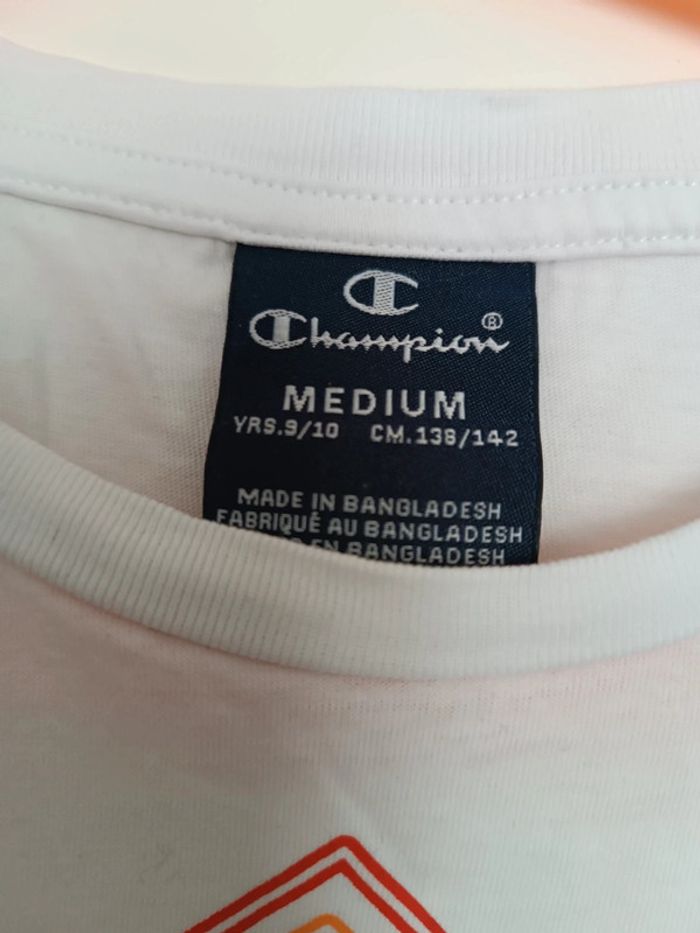 Champion®
MEDIUM
YRS.9/10 CM.138/142
MADE IN BANGLADESH
FABRIQUÉ AU BANGLADESH
EN BANGLADESH